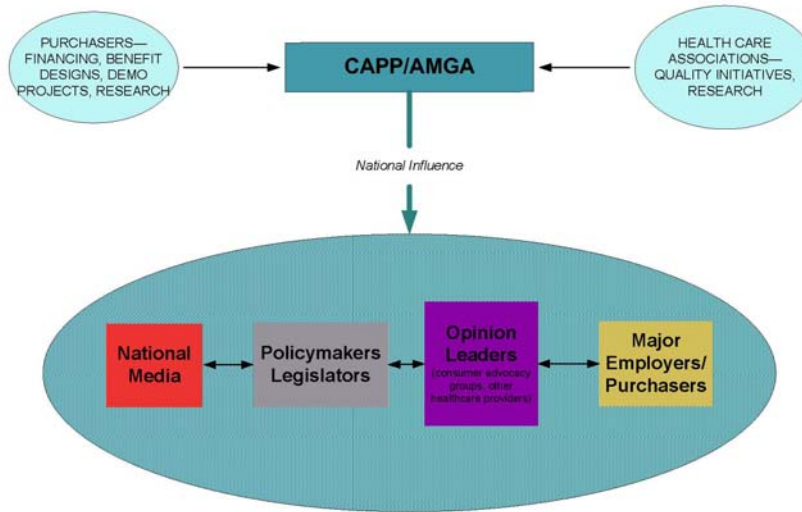 PURCHASERS—
FINANCING, BENEFIT
DESIGNS, DEMO
PROJECTS, RESEARCH
CAPP/AMGA
HEALTH CARE
ASSOCIATIONS—
QUALITY INITIATIVES,
RESEARCH
National Influence
National
Media
Policymakers
Legislators
Opinion
Leaders
(consumer advocacy
groups, other
healthcare providers)
Major
Employers/
Purchasers